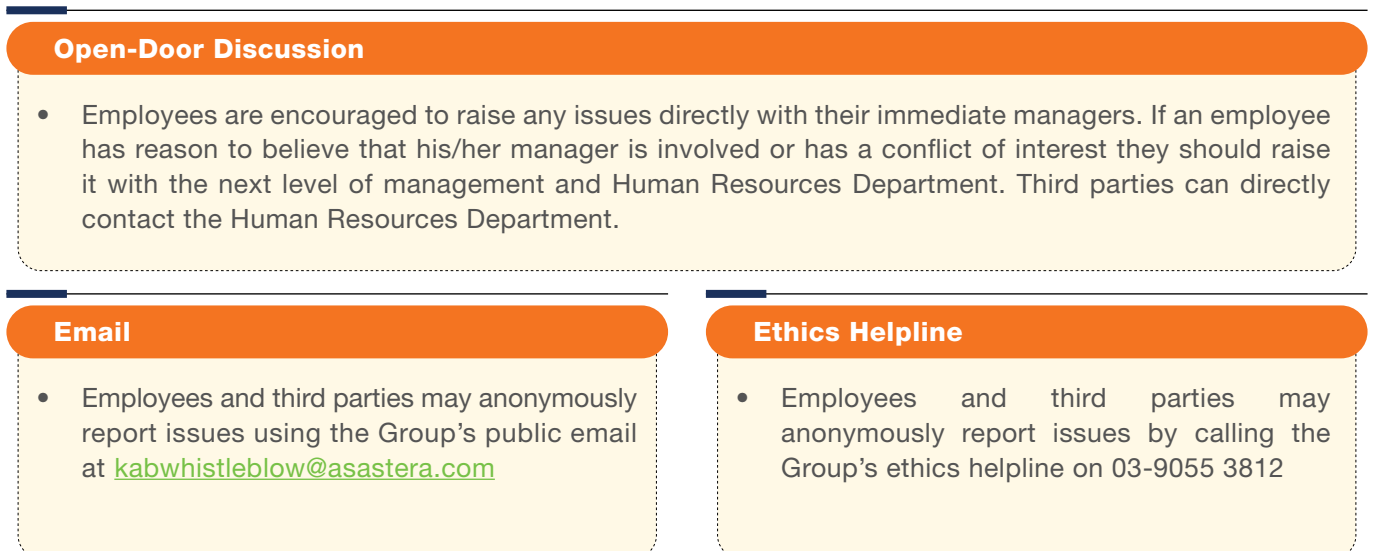 Open-Door Discussion
• Employees are encouraged to raise any issues directly with their immediate managers. If an employee
has reason to believe that his/her manager is involved or has a conflict of interest they should raise
it with the next level of management and Human Resources Department. Third parties can directly
contact the Human Resources Department.
Email
• Employees and third parties may anonymously
report issues using the Group's public email
at kabwhistleblow@asastera.com
Ethics Helpline
• Employees and third parties may
anonymously report issues by calling the
Group's ethics helpline on 03-9055 3812